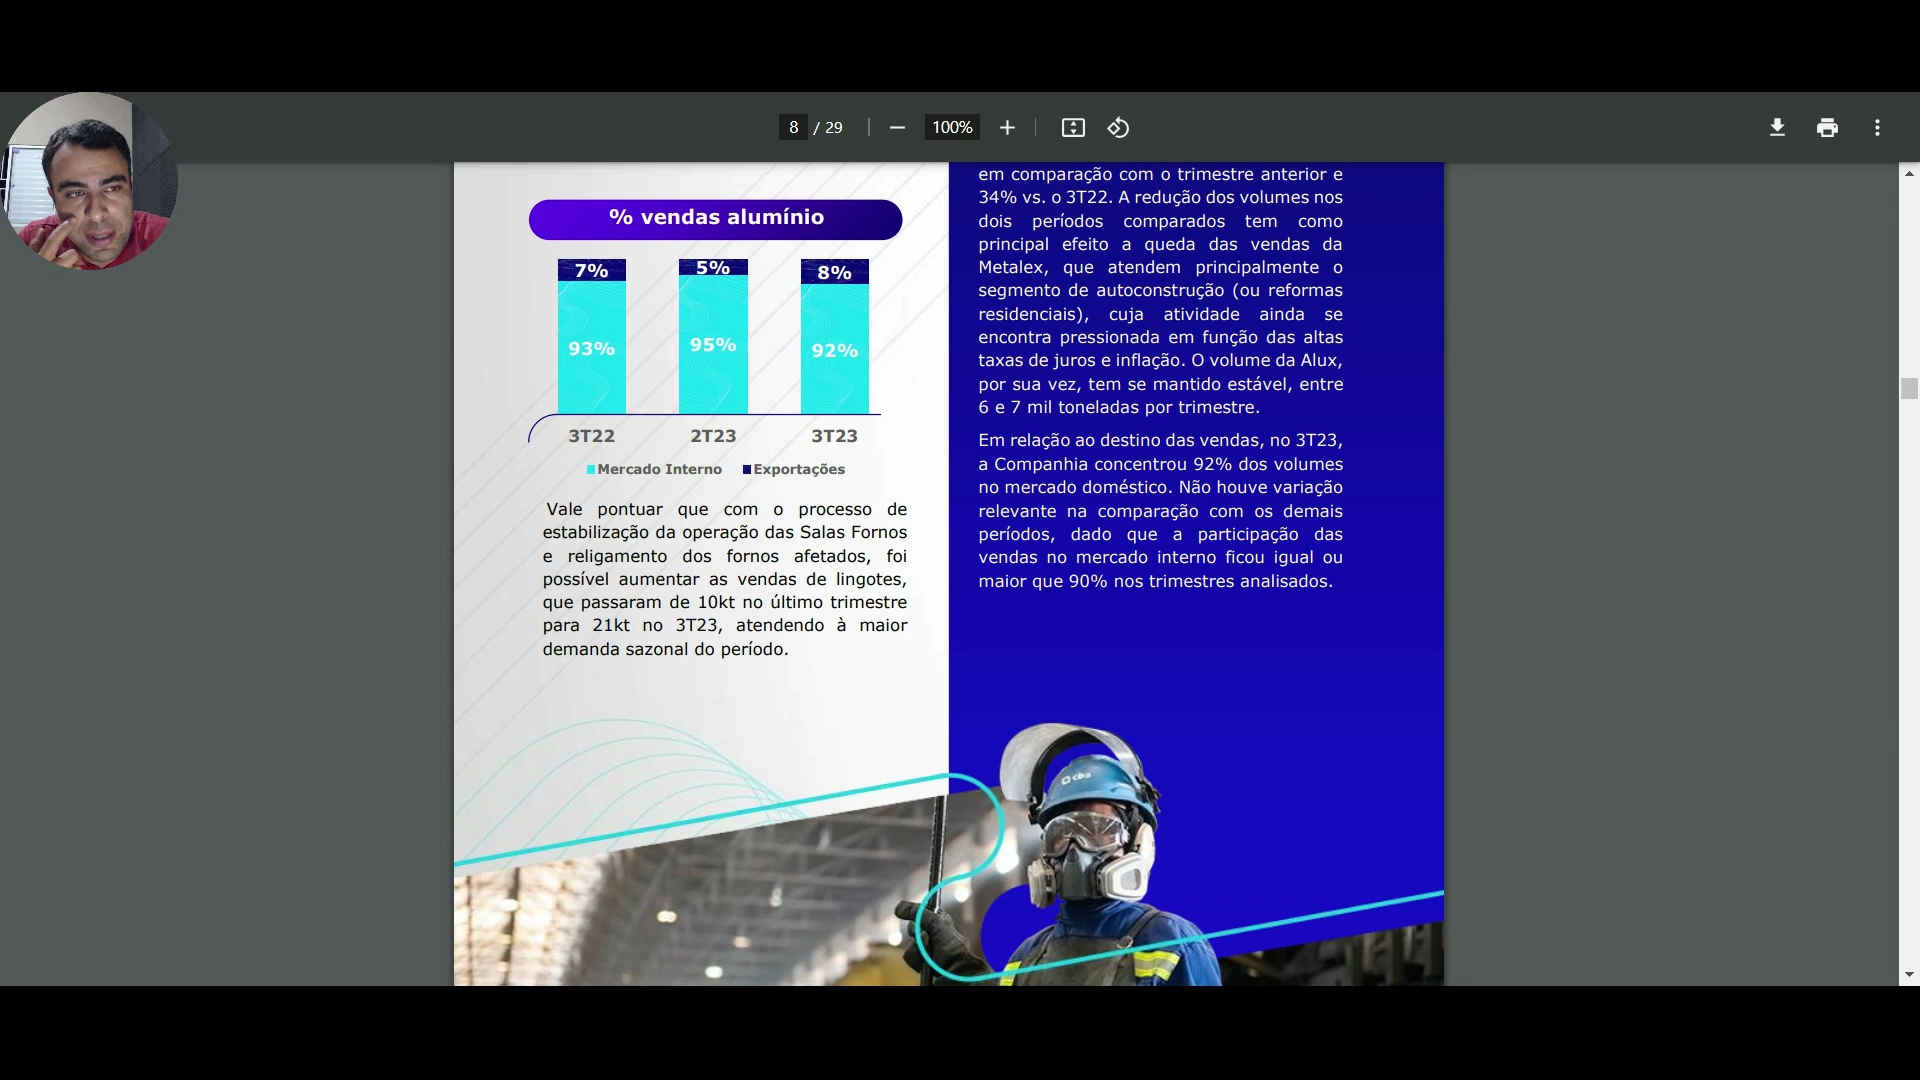 8 / 29
100%
% vendas alumínio
7%
5%
8%
93%
95%
92%
3T22
2T23
3T23
Mercado Interno
Exportações
Vale pontuar que com o processo de
estabilização da operação das Salas Fornos
e religamento dos fornos afetados, foi
possível aumentar as vendas de lingotes,
que passaram de 10kt no último trimestre
para 21kt no 3T23, atendendo à maior
demanda sazonal do período.
em comparação com o trimestre anterior e
34% vs. o 3T22. A redução dos volumes nos
dois períodos comparados tem como
principal efeito a queda das vendas da
Metalex, que atendem principalmente o
segmento de autoconstrução (ou reformas
residenciais), cuja atividade ainda se
encontra pressionada em função das altas
taxas de juros e inflação. O volume da Alux,
por sua vez, tem se mantido estável, entre
6 e 7 mil toneladas por trimestre.
Em relação ao destino das vendas, no 3T23,
a Companhia concentrou 92% dos volumes
no mercado doméstico. Não houve variação
relevante na comparação com os demais
períodos, dado que a participação das
vendas no mercado interno ficou igual ou
maior que 90% nos trimestres analisados.
cba